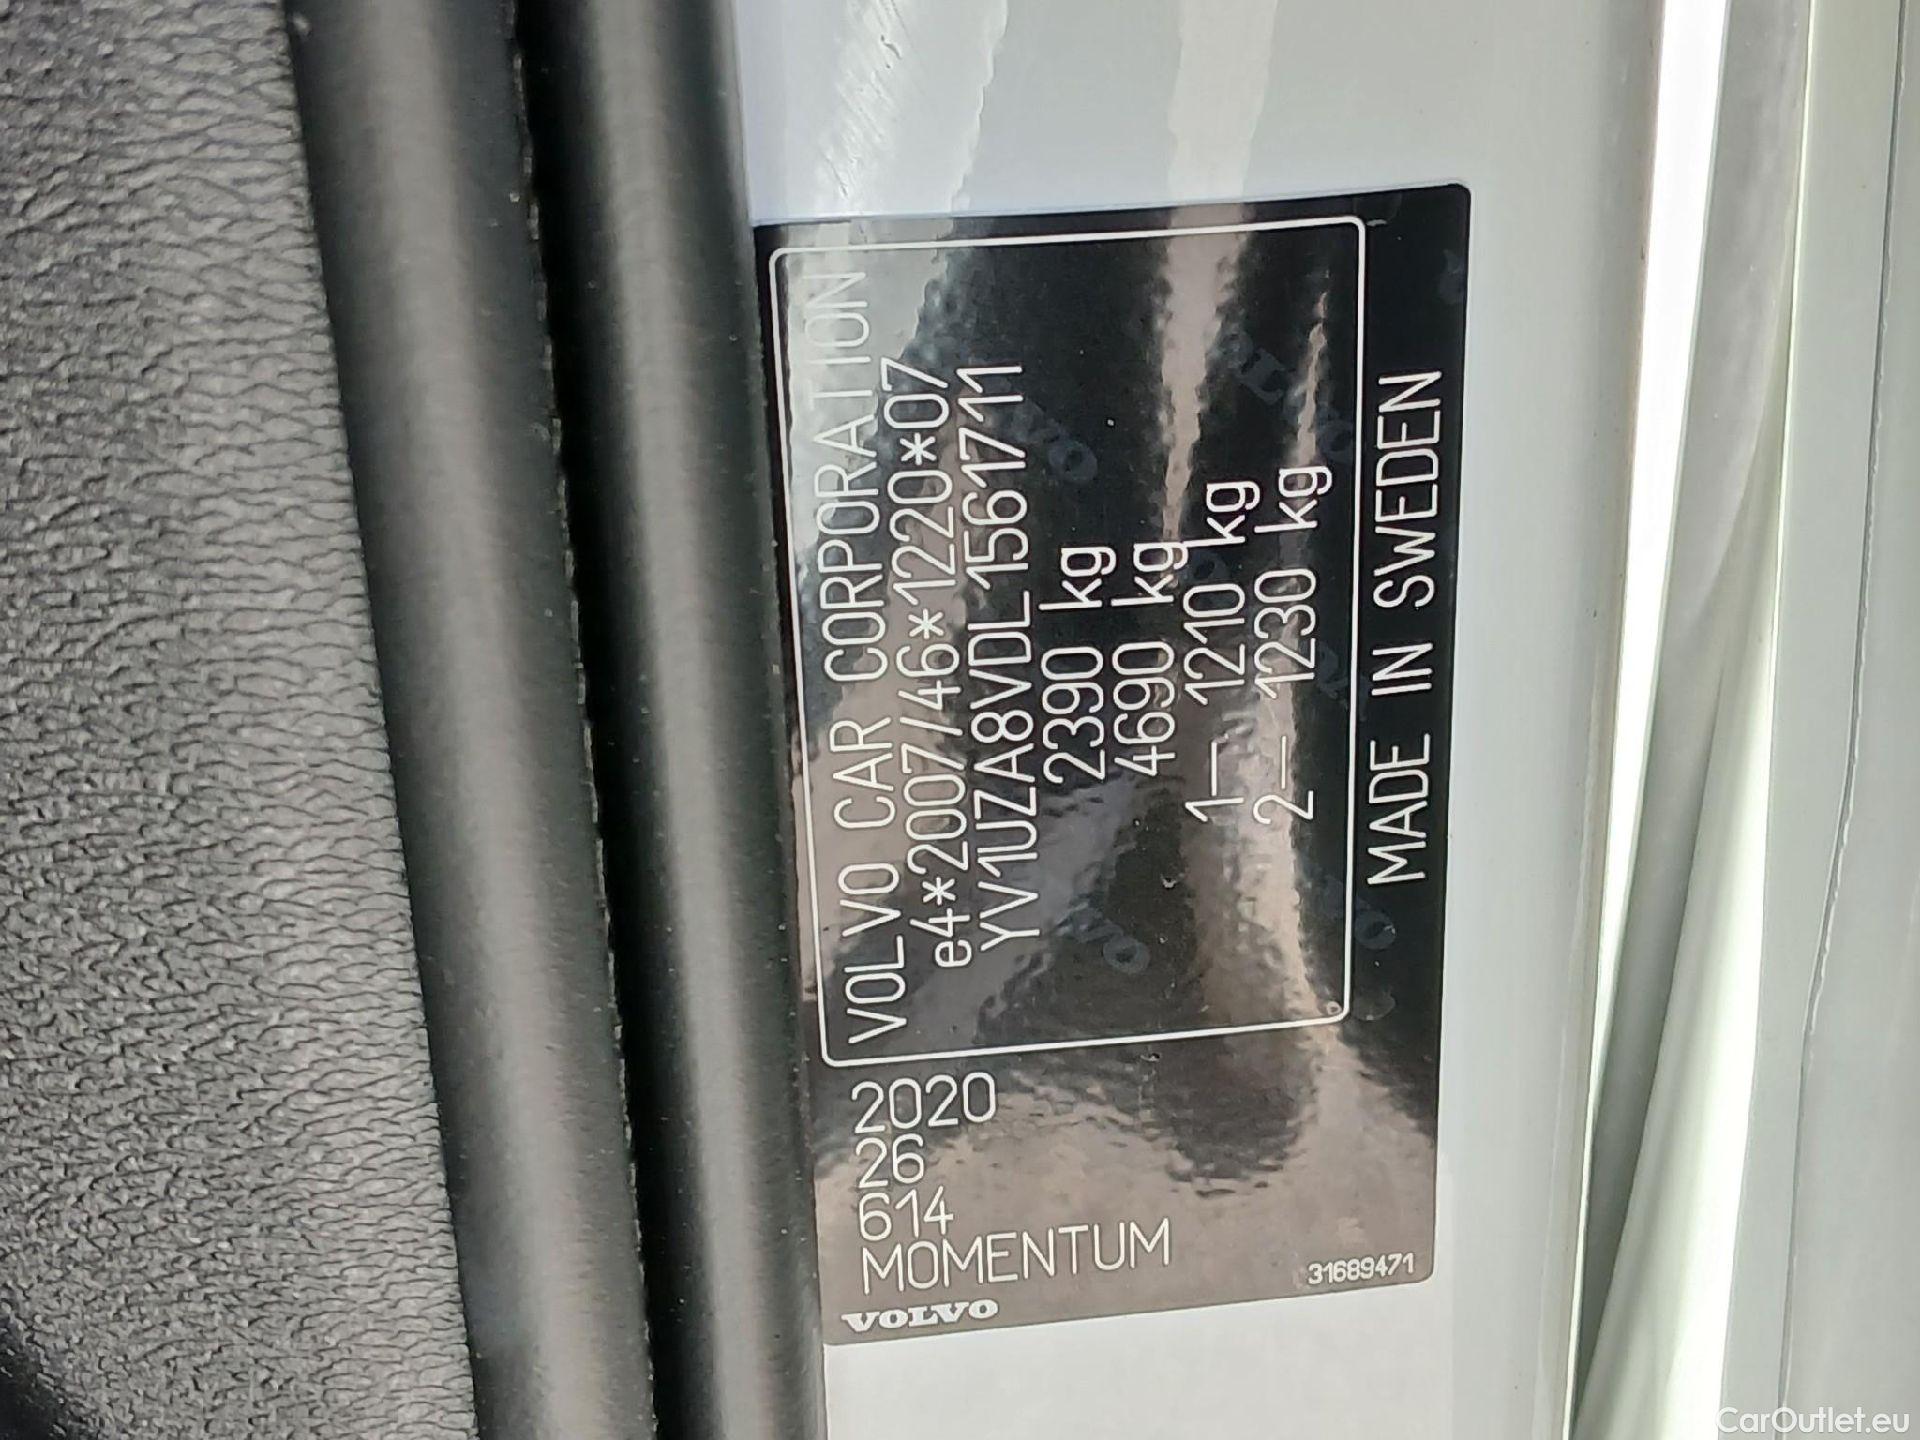 VOLVO
MOMENTUM
614
26
2020
VOLVO CAR CORPORATION
e4*2007/46*1220*07
YV1UZA8VDL1561711
2390 kg
4690 kg
1— 1210 kg
2— 1230 kg
MADE IN SWEDEN
31689471
CarOutlet.eu